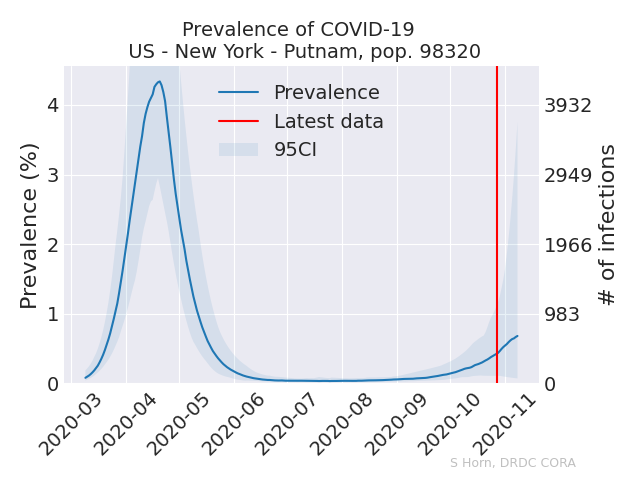 Prevalence of COVID-19
US - New York - Putnam, pop. 98320
Prevalence
Latest data
95CI
Prevalence (%)
4
3
2
1
0
3932
2949
1966
983
0
# of infections
2020-03
2020-04
2020-05
2020-06
2020-07
2020-08
2020-09
2020-10
2020-11
S Horn, DRDC CORA